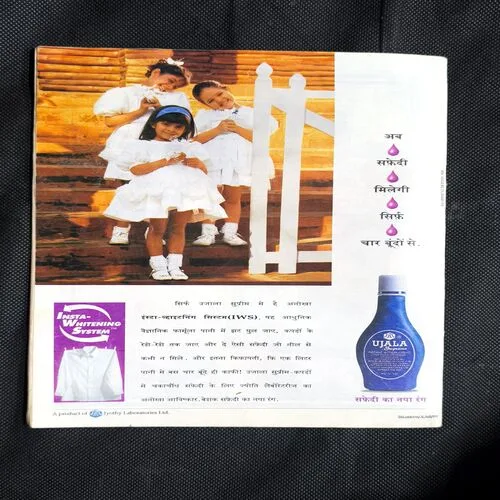 अब
सफ़ेदी
मिलेगी
सिर्फ़
चार बूंदों से.
सिर्फ़ उजाला सुप्रीम में है अनोखा
इंस्टा-व्हाइटनिंग सिस्टम(IWS). यह आधुनिक
वैज्ञानिक फार्मूला पानी में झट घुल जाए, कपड़ों के
रेशे-रेशे तक जाए और दे ऐसी सफेदी जो नील से
कभी न मिले. और इतना किफायती, कि एक लिटर
पानी में बस चार बूंदें ही काफी! उजाला सुप्रीम-कपड़ों
में चकाचौंध सफेदी के लिए ज्योति लैबोरेटरीज का
अनोखा आविष्कार. बेशक सफ़ेदी का नया रंग.
INSTA-
WHITENING
SYSTEM
UJALA
Supreme
सफ़ेदी का नया रंग
A product of Jyothy Laboratories Ltd.